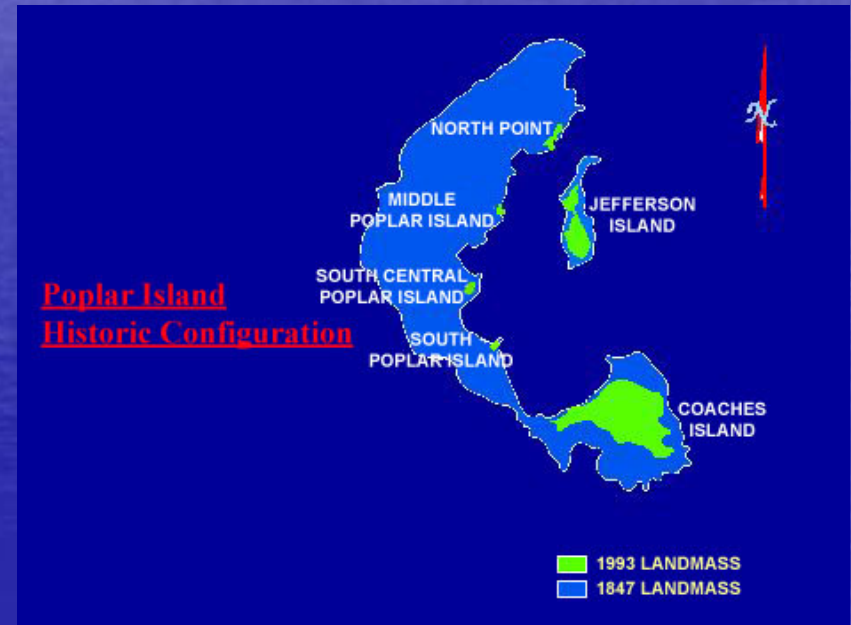 NORTH POINT
MIDDLE
POPLAR ISLAND
JEFFERSON
ISLAND
SOUTH CENTRAL
POPLAR ISLAND
Poplar Island
Historic Configuration
SOUTH
POPLAR ISLAND
COACHES
ISLAND
1993 LANDMASS
1847 LANDMASS
N